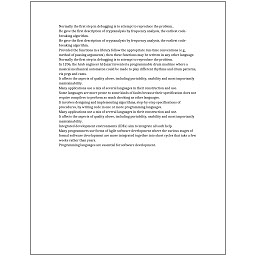 Normally the first step in debugging is to attempt to reproduce the problem.
He gave the first description of cryptanalysis by frequency analysis, the earliest code-
breaking algorithm.
He gave the first description of cryptanalysis by frequency analysis, the earliest code-
breaking algorithm.
Provided the functions in a library follow the appropriate run-time conventions (e.g.,
method of passing arguments), then these functions may be written in any other language.
Normally the first step in debugging is to attempt to reproduce the problem.
In 1206, the Arab engineer Al-Jazari invented a programmable drum machine where a
musical mechanical automaton could be made to play different rhythms and drum patterns,
via pegs and cams.
It affects the aspects of quality above, including portability, usability and most importantly
maintainability.
Many applications use a mix of several languages in their construction and use.
Some languages are more prone to some kinds of faults because their specification does not
require compilers to perform as much checking as other languages.
It involves designing and implementing algorithms, step-by-step specifications of
procedures, by writing code in one or more programming languages.
Many applications use a mix of several languages in their construction and use.
It affects the aspects of quality above, including portability, usability and most importantly
maintainability.
Integrated development environments (IDEs) aim to integrate all such help.
Many programmers use forms of Agile software development where the various stages of
formal software development are more integrated together into short cycles that take a few
weeks rather than years.
Programming languages are essential for software development.